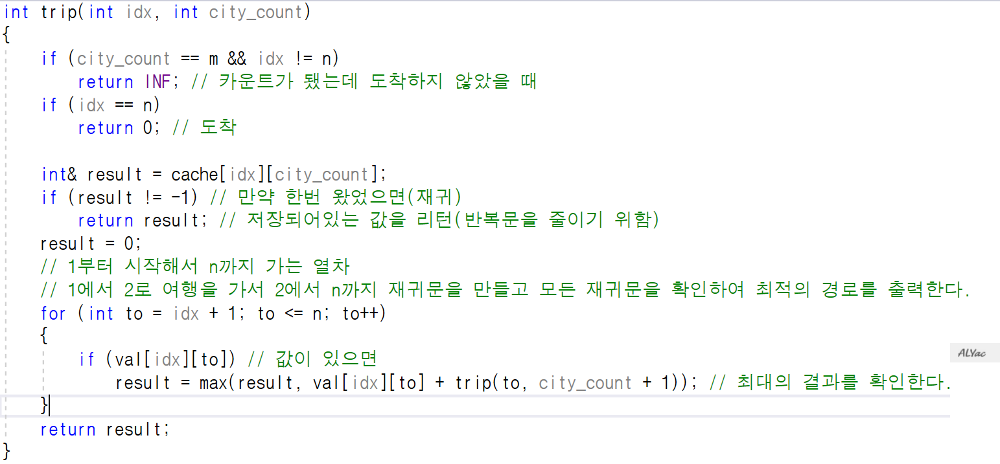 int trip(int idx, int city_count)
{
if (city_count == m && idx != n)
return INF; // 카운트가 됐는데 도착하지 않았을 때
if (idx == n)
return 0; // 도착
int& result = cache[idx][city_count];
if (result != -1) // 만약 한번 왔었으면(재귀)
return result; // 저장되어있는 값을 리턴(반복문을 줄이기 위함)
result = 0;
// 1부터 시작해서 n까지 가는 열차
// 1에서 2로 여행을 가서 2에서 n까지 재귀문을 만들고 모든 재귀문을 확인하여 최적의 경로를 출력한다.
for (int to = idx + 1; to <= n; to++)
{
if (val[idx][to]) // 값이 있으면
result = max(result, val[idx][to] + trip(to, city_count + 1)); // 최대의 결과를 확인한다.
}
return result;
}
ALYac